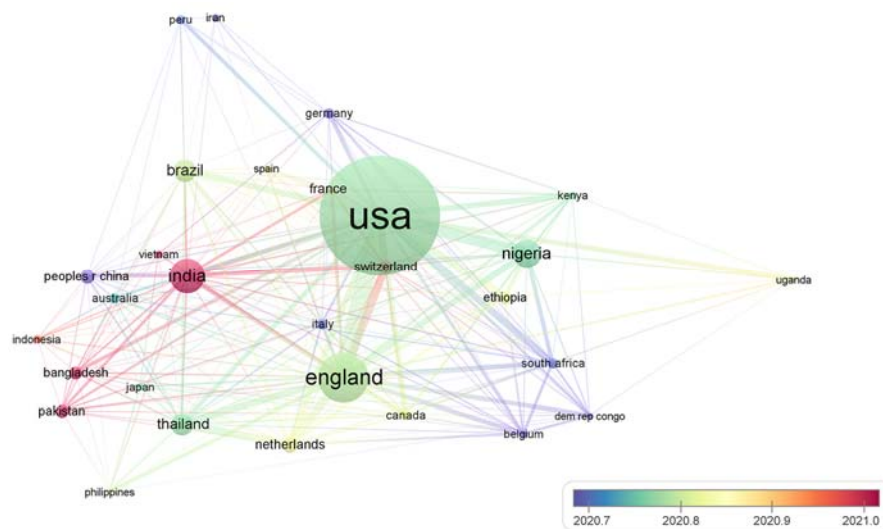 peru
iran
germany
brazil
spain
france
usa
kenya
nigeria
vietnam
switzerland
peoples r china
india
uganda
australia
ethiopia
italy
indonesia
south africa
bangladesh
england
japan
pakistan
canada
dem rep congo
thailand
belgium
netherlands
philippines
2020.7 2020.8 2020.9 2021.0